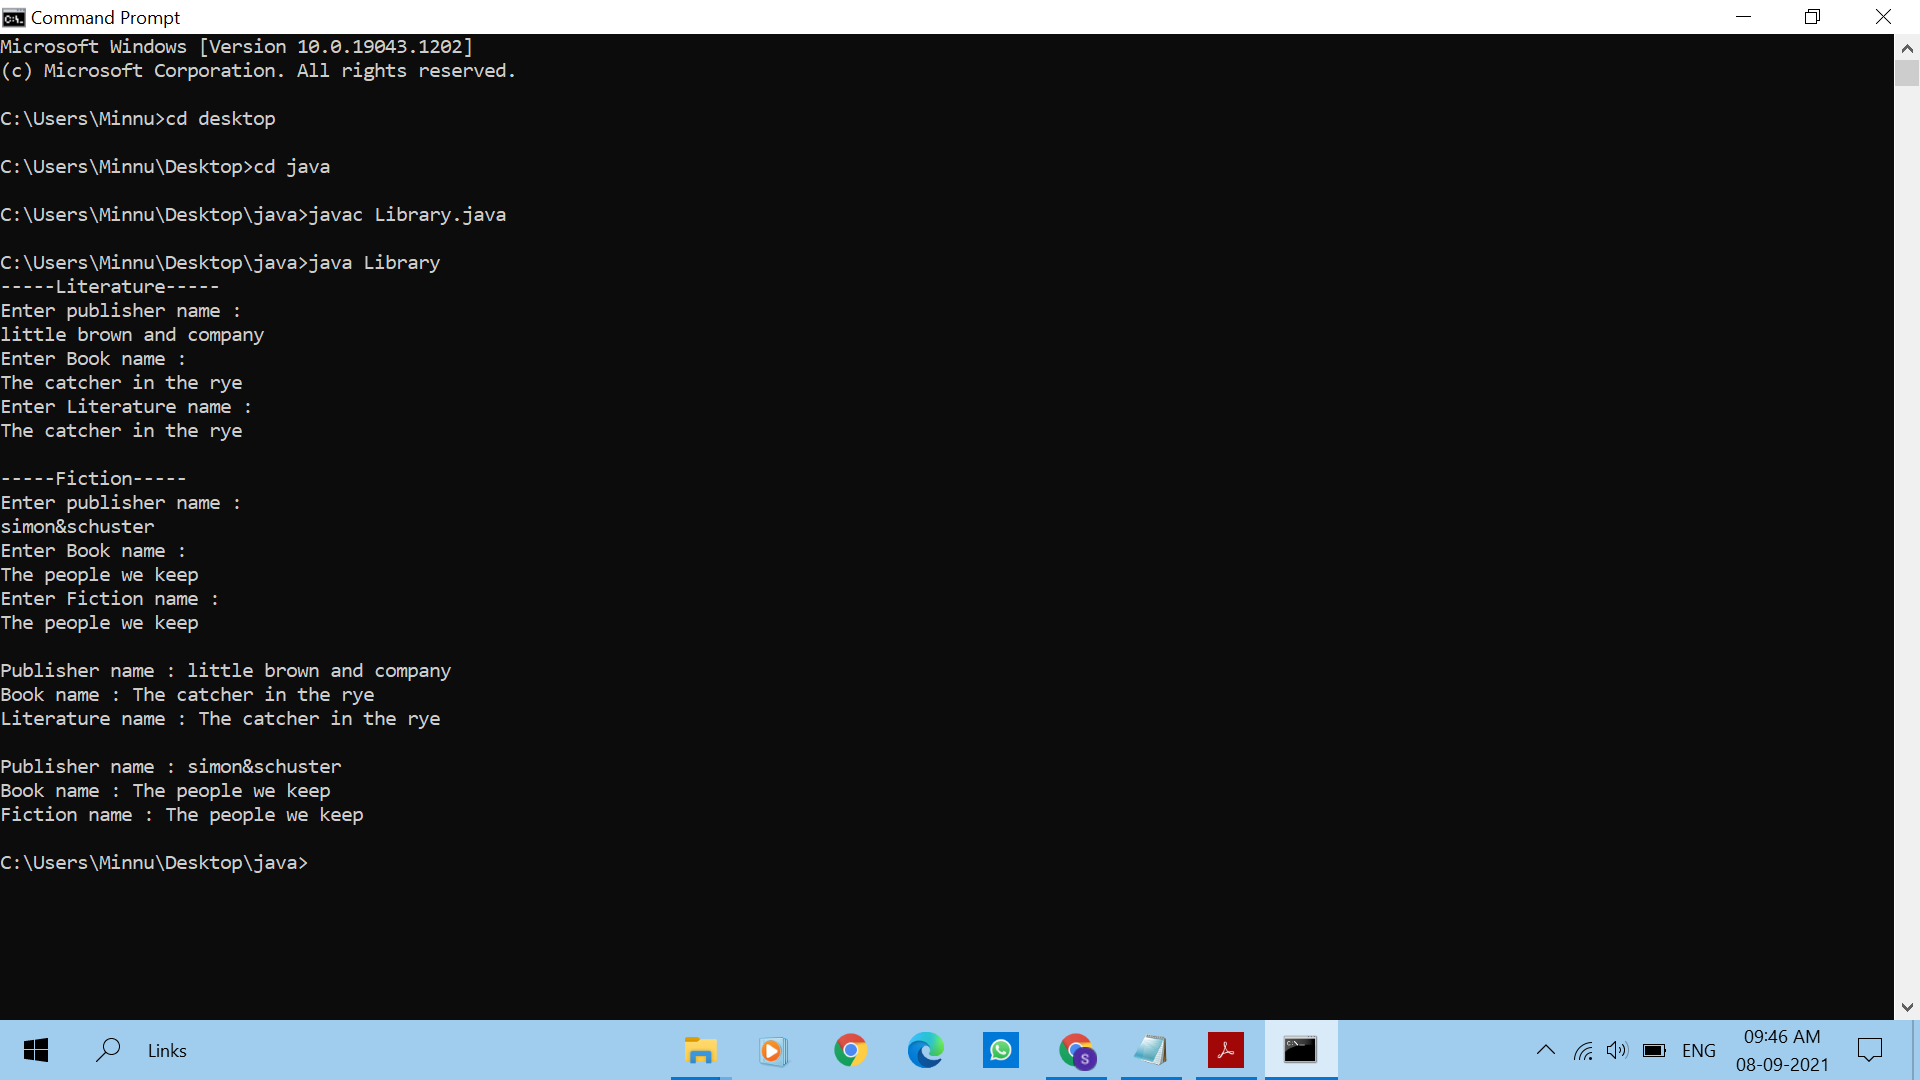 Command Prompt
Microsoft Windows [Version 10.0.19043.1202]
(c) Microsoft Corporation. All rights reserved.
C:\Users\Minnu>cd desktop
C:\Users\Minnu\Desktop>cd java
C:\Users\Minnu\Desktop\java>javac Library.java
C:\Users\Minnu\Desktop\java>java Library
-----Literature-----
Enter publisher name :
little brown and company
Enter Book name :
The catcher in the rye
Enter Literature name :
The catcher in the rye
-----Fiction-----
Enter publisher name :
simon&schuster
Enter Book name :
The people we keep
Enter Fiction name :
The people we keep
Publisher name : little brown and company
Book name : The catcher in the rye
Literature name : The catcher in the rye
Publisher name : simon&schuster
Book name : The people we keep
Fiction name : The people we keep
C:\Users\Minnu\Desktop\java>
Links
S
ENG
09:46 AM
08-09-2021